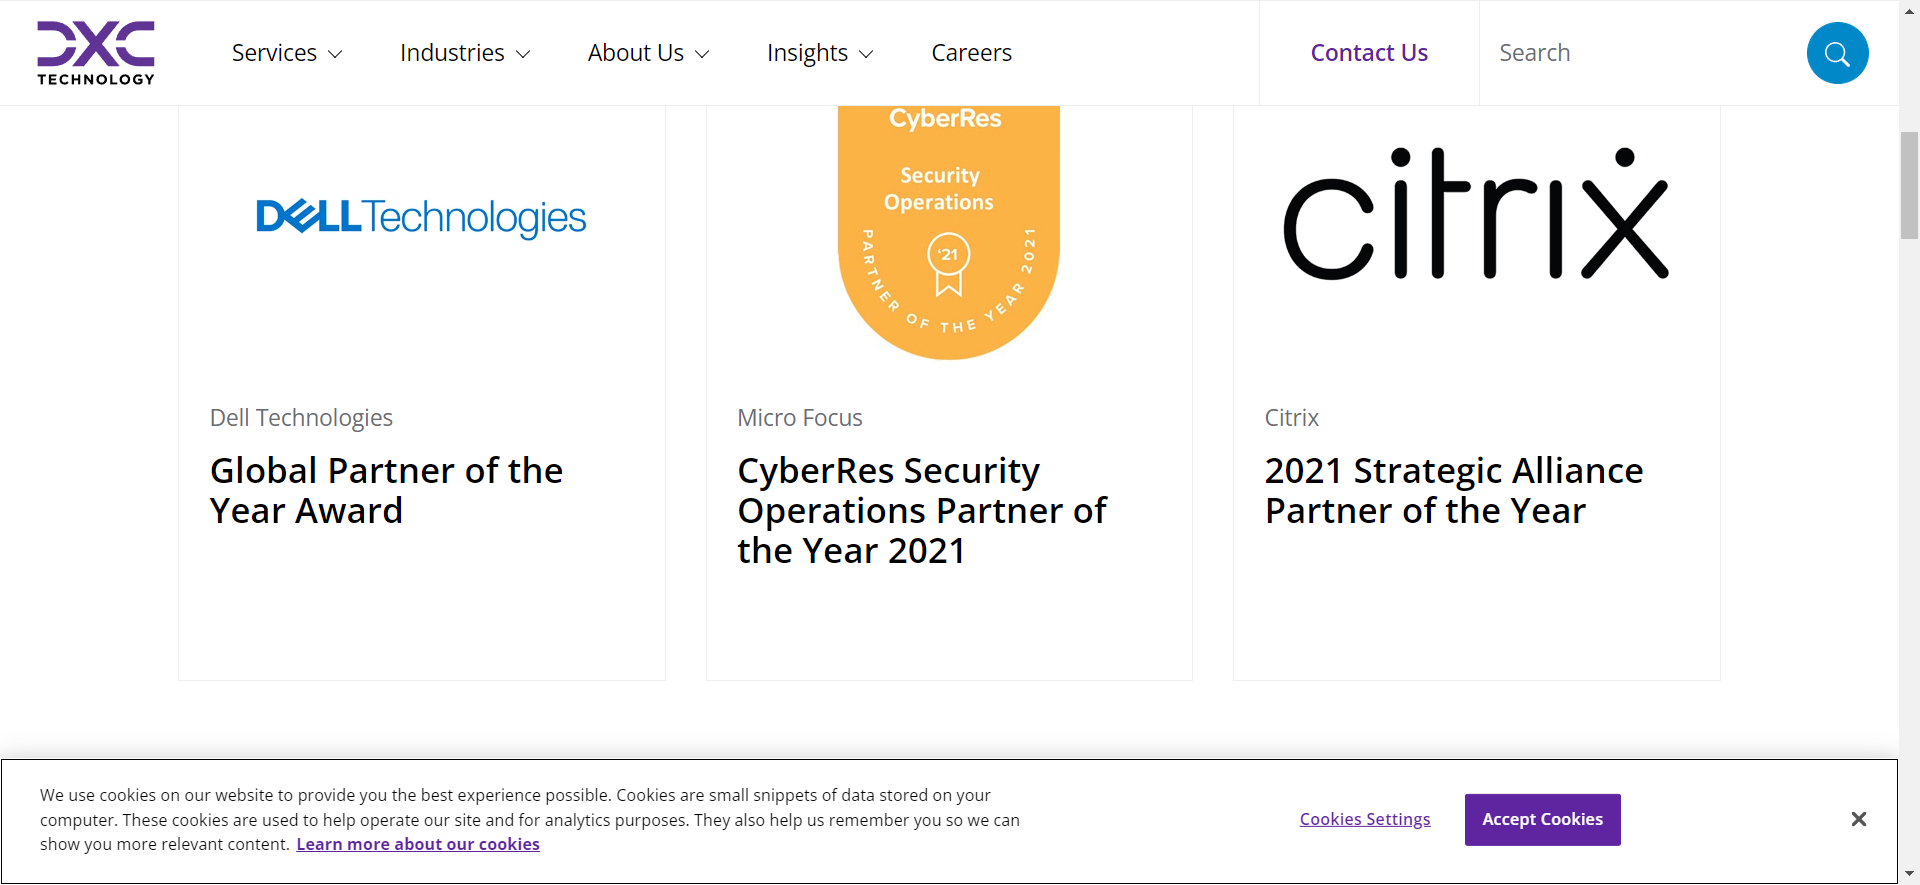 DXC
TECHNOLOGY
Services
Industries
About Us
Insights
Careers
Contact Us
Search
DELL Technologies
CyberRes
Security
Operations
'21
PARTNER OF THE YEAR 2021
citrix
Dell Technologies
Global Partner of the
Year Award
Micro Focus
CyberRes Security
Operations Partner of
the Year 2021
Citrix
2021 Strategic Alliance
Partner of the Year
We use cookies on our website to provide you the best experience possible. Cookies are small snippets of data stored on your
computer. These cookies are used to help operate our site and for analytics purposes. They also help us remember you so we can
show you more relevant content. Learn more about our cookies
Cookies Settings
Accept Cookies